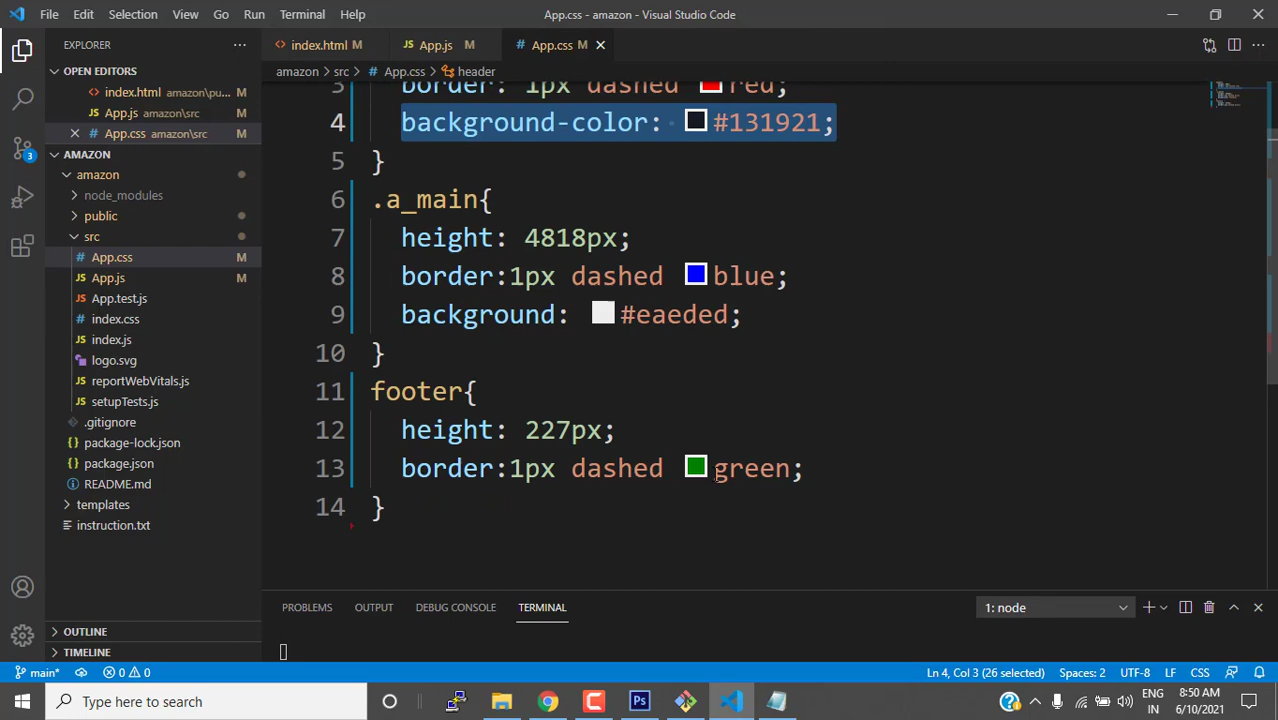 File Edit Selection View Go Run Terminal Help App.css - amazon - Visual Studio Code
EXPLORER
OPEN EDITORS
index.html amazon\pu... M
App.js amazon\src M
App.css amazon\src M
AMAZON
amazon
node_modules
public
src
App.css M
App.js M
App.test.js
index.css
index.js
logo.svg
reportWebVitals.js
setupTests.js
.gitignore
package-lock.json
package.json
README.md
templates
instruction.txt
OUTLINE
TIMELINE
3
index.html M App.js M App.css M
amazon > src > App.css > header
3 border: 1px dashed red;
4 background-color: #131921;
5 }
6 .a_main{
7 height: 4818px;
8 border:1px dashed blue;
9 background: #eaeded;
10 }
11 footer{
12 height: 227px;
13 border:1px dashed green;
14 }
PROBLEMS OUTPUT DEBUG CONSOLE TERMINAL 1: node
main* 0 0 Ln 4, Col 3 (26 selected) Spaces: 2 UTF-8 LF CSS
Type here to search
Ps
ENG
IN
8:50 AM
6/10/2021